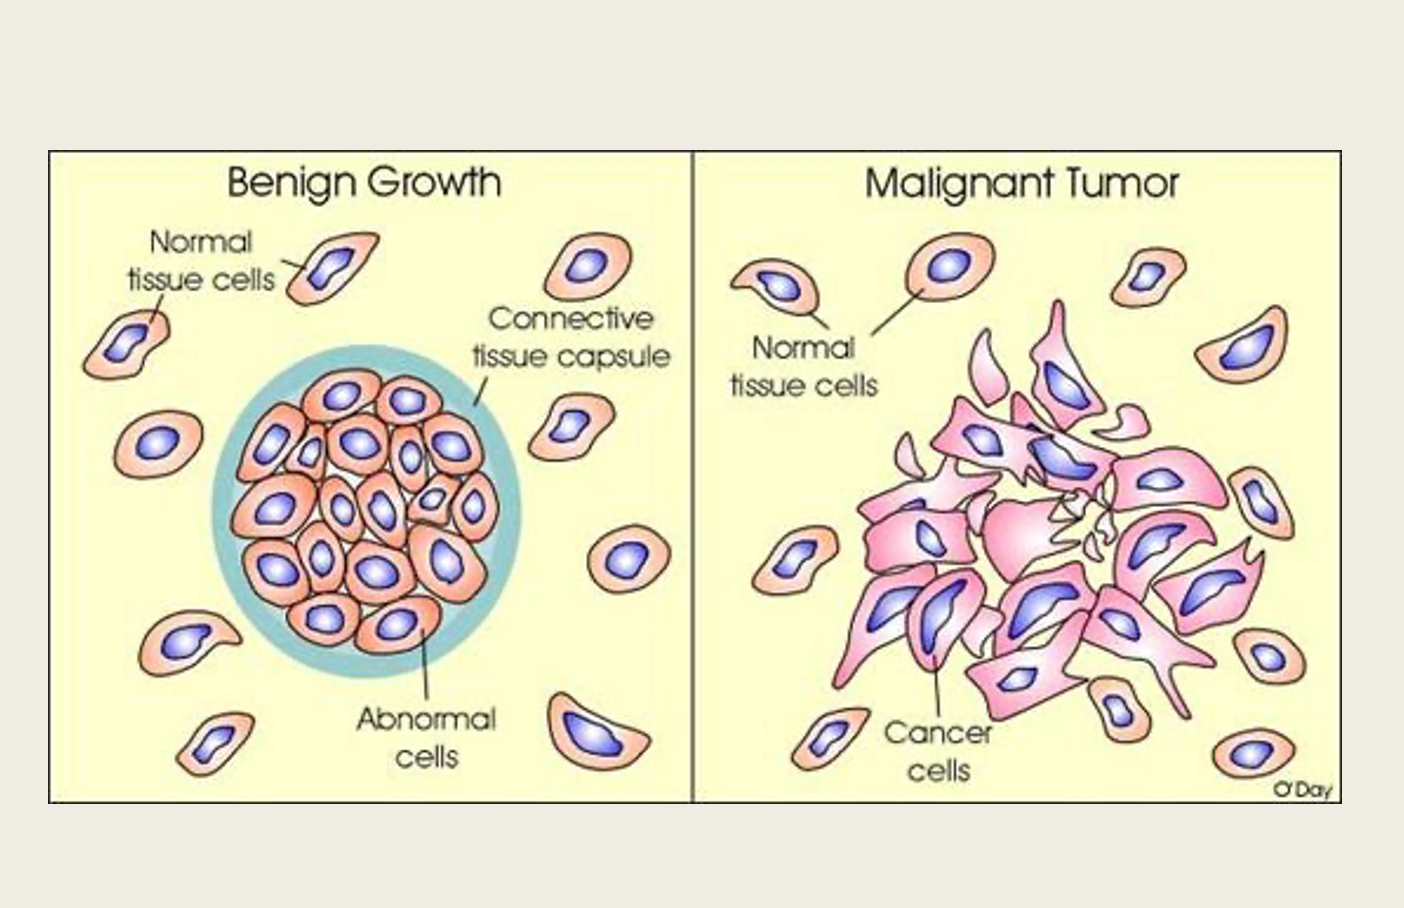 Benign Growth
Normal
tissue cells
Connective
tissue capsule
Abnormal
cells
Malignant Tumor
Normal
tissue cells
Cancer
cells
O'Day